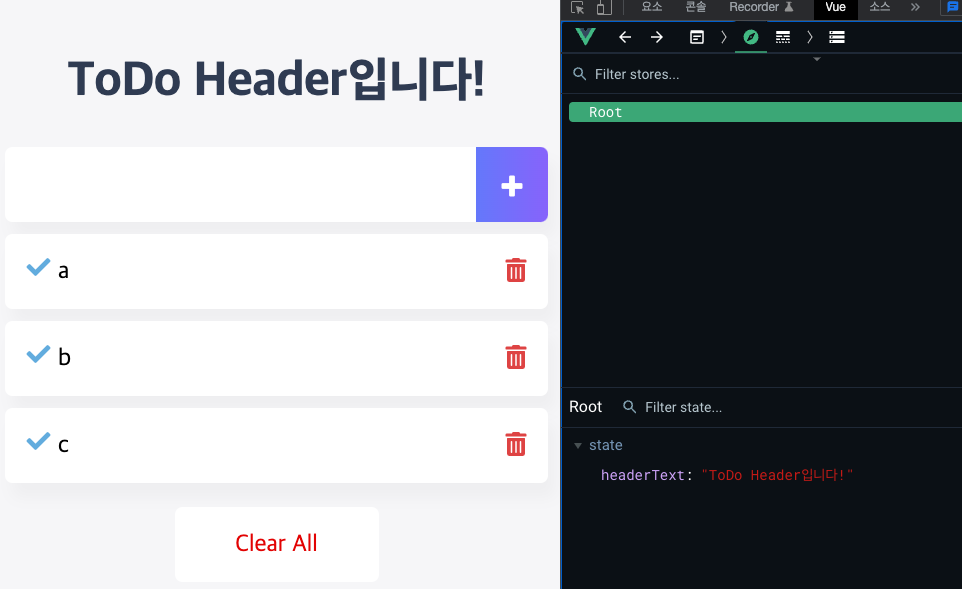 ToDo Header입니다!
a
b
c
Clear All
요소 콘솔 Recorder Vue 소스 »
Filter stores...
Root
Root Filter state...
state
headerText: "ToDo Header입니다!"